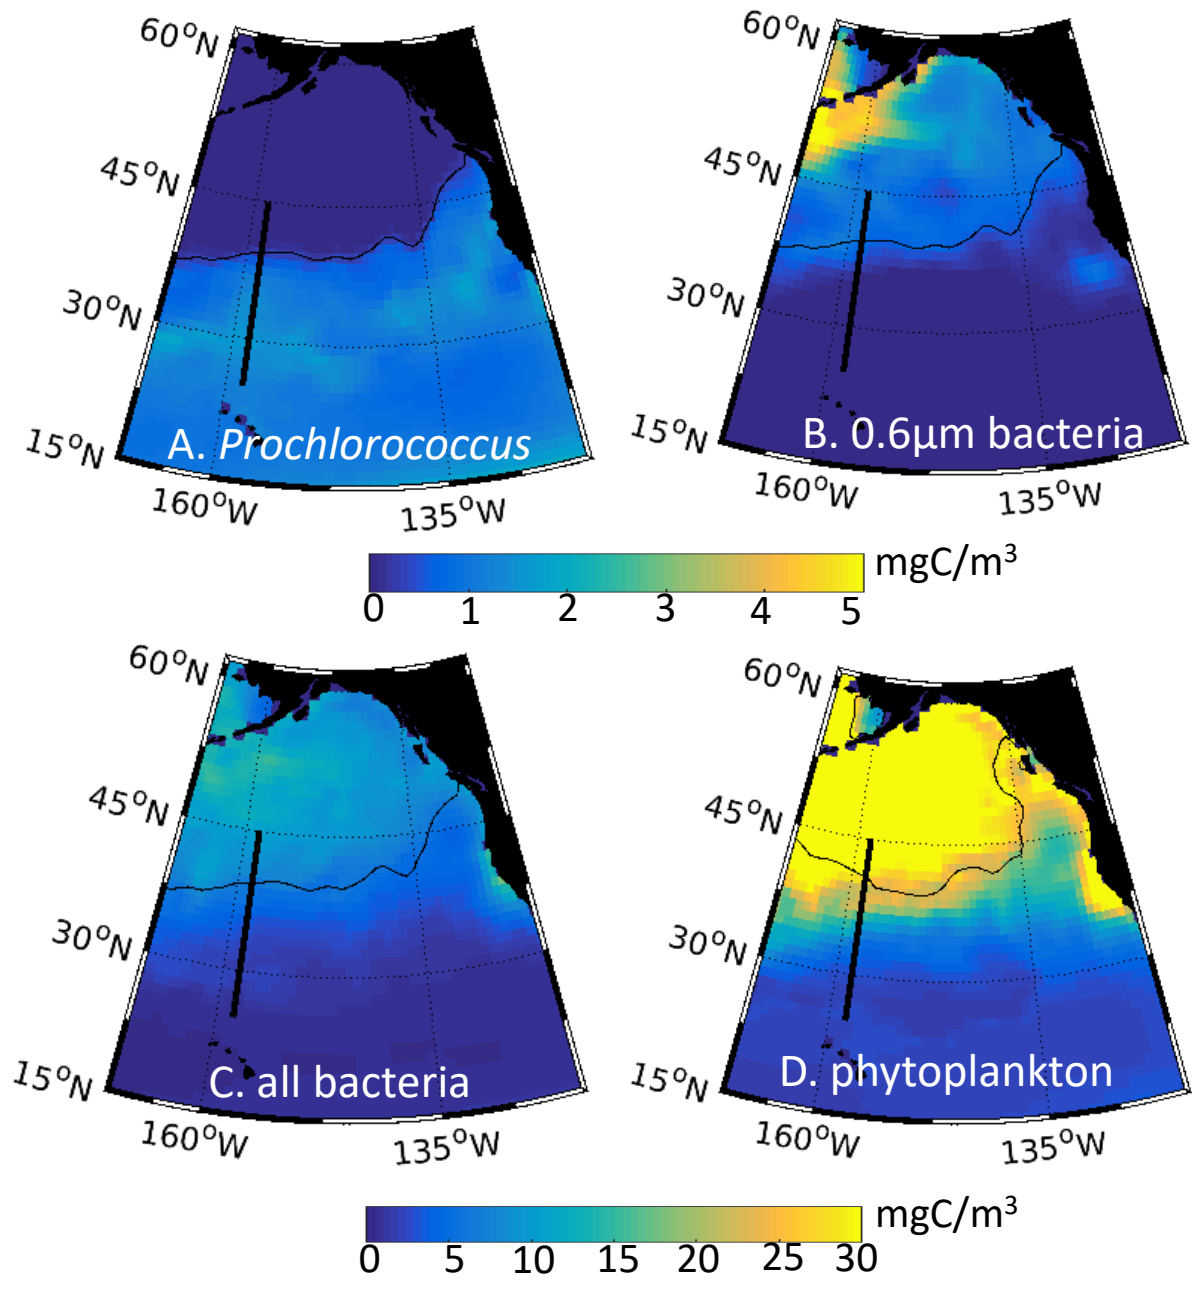 60°N
45°N
30°N
15°N
160°W
135°W
A. Prochlorococcus
60°N
45°N
30°N
15°N
160°W
135°W
B. 0.6µm bacteria
0 1 2 3 4 5
mgC/m³
60°N
45°N
30°N
15°N
160°W
135°W
C. all bacteria
60°N
45°N
30°N
15°N
160°W
135°W
D. phytoplankton
0 5 10 15 20 25 30
mgC/m³